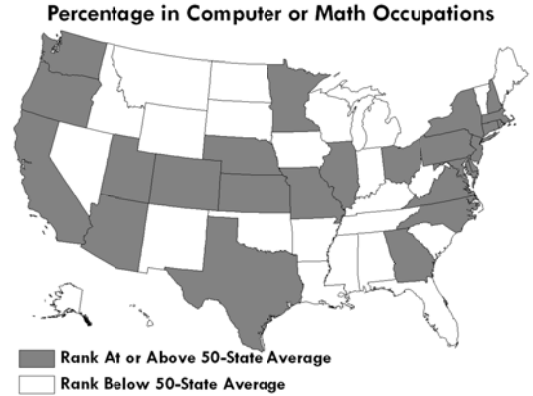 Percentage in Computer or Math Occupations
Rank At or Above 50-State Average
Rank Below 50-State Average